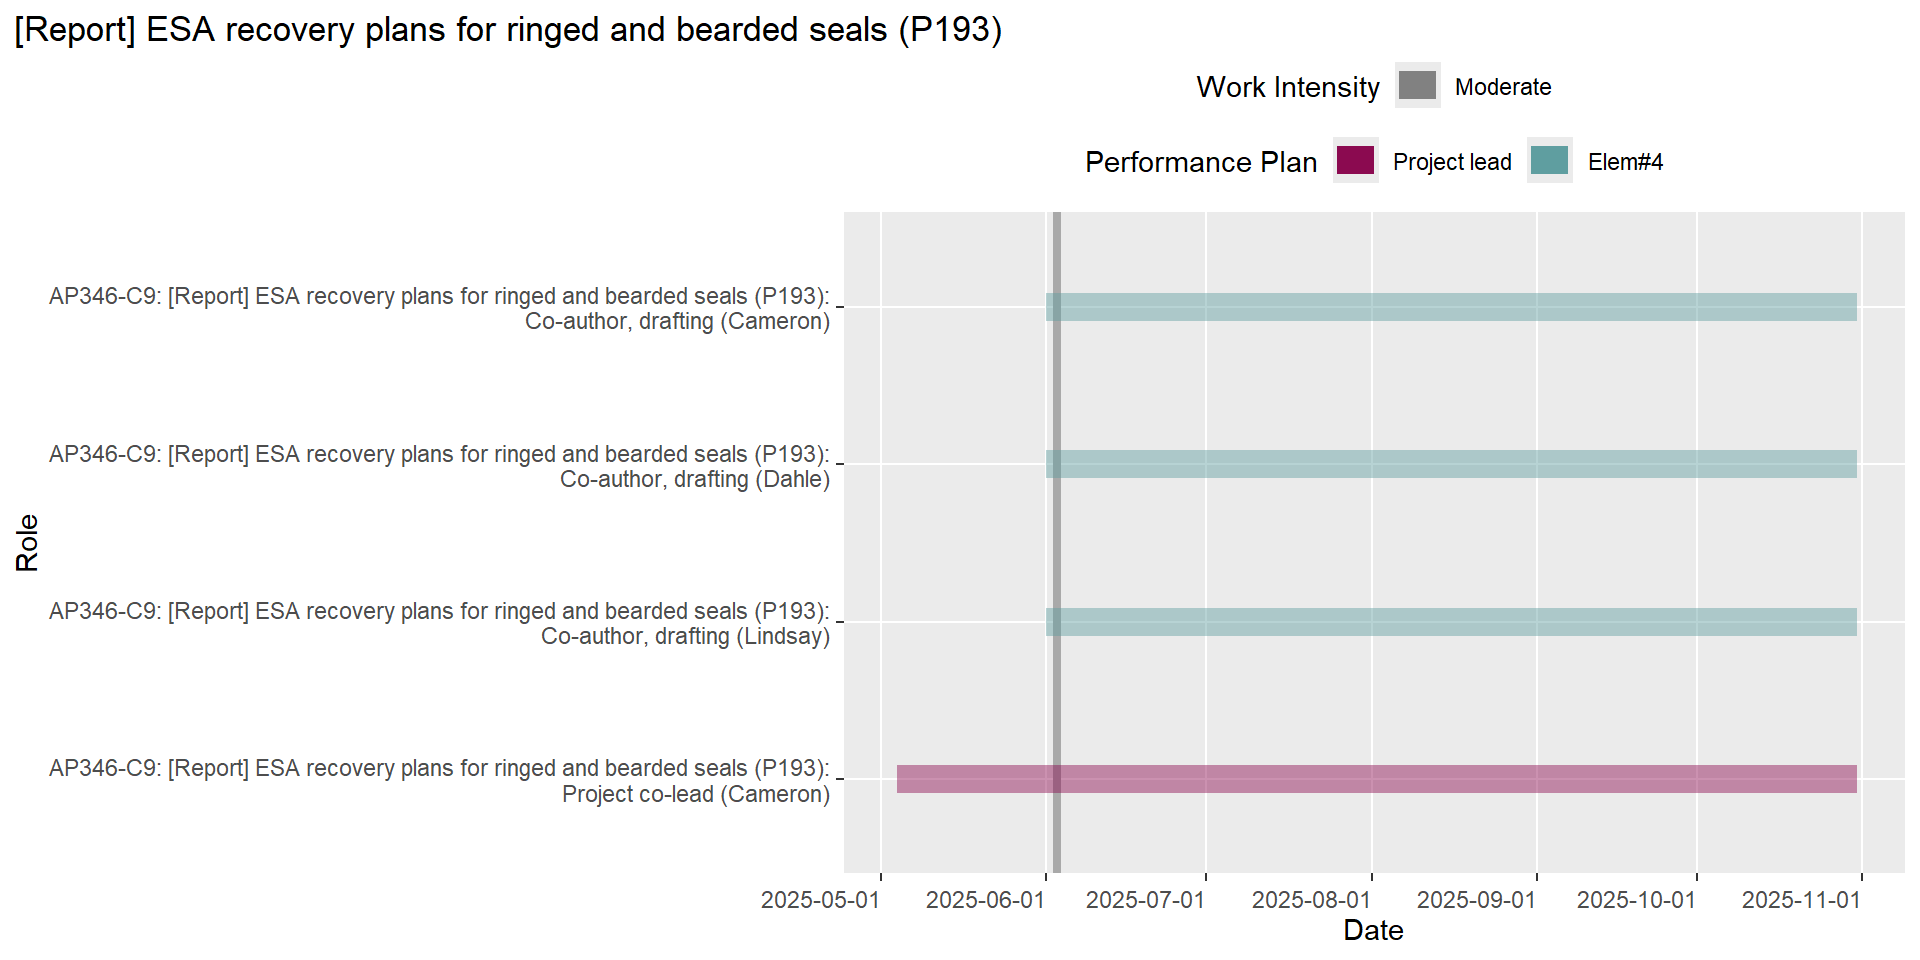 [Report] ESA recovery plans for ringed and bearded seals (P193)
Work Intensity Moderate
Performance Plan Project lead Elem#4
AP346-C9: [Report] ESA recovery plans for ringed and bearded seals (P193):
Co-author, drafting (Cameron)
AP346-C9: [Report] ESA recovery plans for ringed and bearded seals (P193):
Co-author, drafting (Dahle)
Role
AP346-C9: [Report] ESA recovery plans for ringed and bearded seals (P193):
Co-author, drafting (Lindsay)
AP346-C9: [Report] ESA recovery plans for ringed and bearded seals (P193):
Project co-lead (Cameron)
2025-05-01 2025-06-01 2025-07-01 2025-08-01 2025-09-01 2025-10-01 2025-11-01
Date